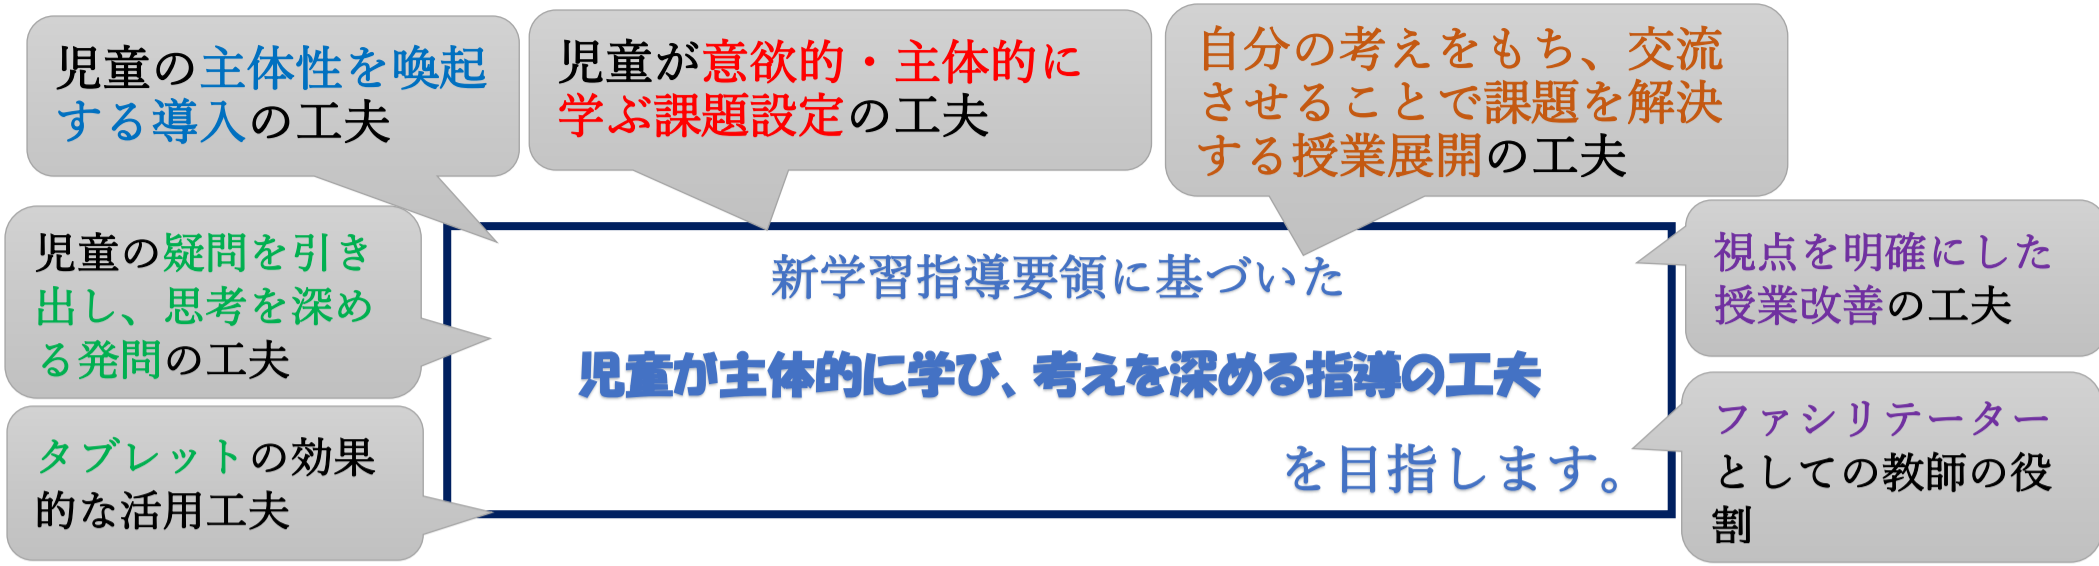 児童の主体性を喚起
する導入の工夫
児童が意欲的・主体的に
学ぶ課題設定の工夫
自分の考えをもち、交流
させることで課題を解決
する授業展開の工夫
児童の疑問を引き
出し、思考を深め
る発問の工夫
タブレットの効果
的な活用工夫
新学習指導要領に基づいた
児童が主体的に学び、考えを深める指導の工夫
を目指します。
視点を明確にした
授業改善の工夫
ファシリテーター
としての教師の役
割